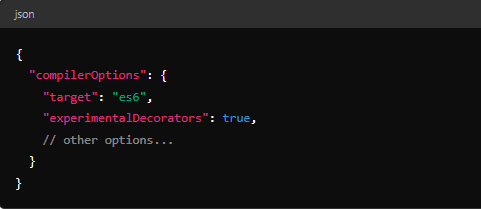 json
{
  "compilerOptions": {
    "target": "es6",
    "experimentalDecorators": true,
    // other options...
  }
}